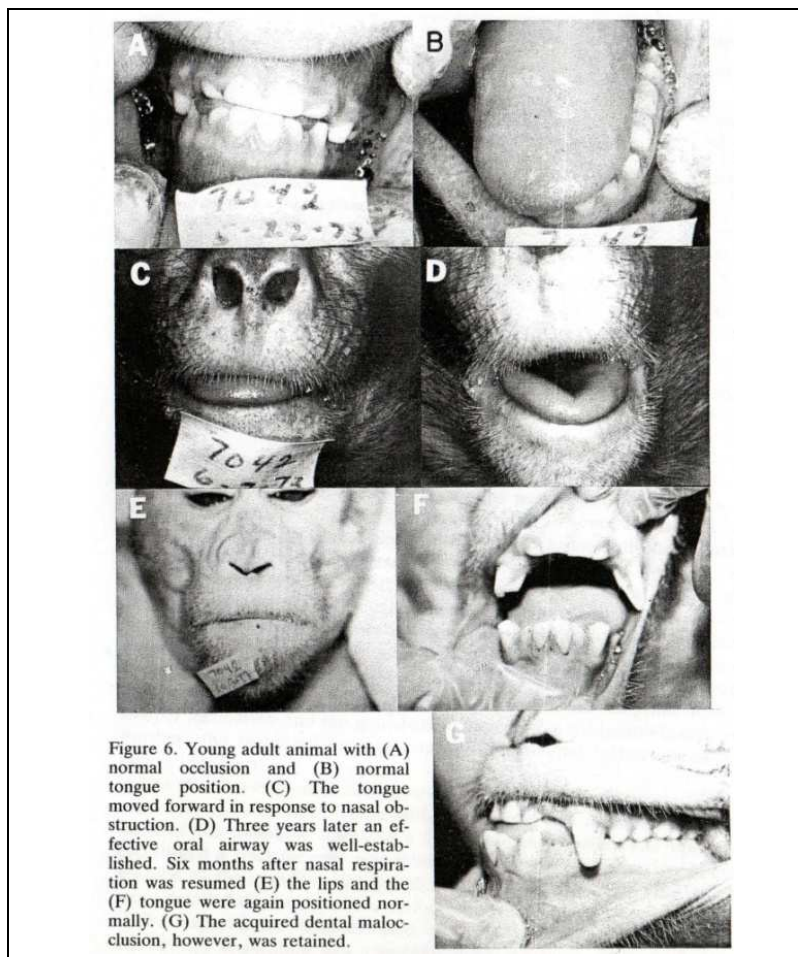 A
B
7042
C
D
7042
E
F
7042
G
Figure 6. Young adult animal with (A)
normal occlusion and (B) normal
tongue position. (C) The tongue
moved forward in response to nasal ob-
struction. (D) Three years later an ef-
fective oral airway was well-estab-
lished. Six months after nasal respira-
tion was resumed (E) the lips and the
(F) tongue were again positioned nor-
mally. (G) The acquired dental maloc-
clusion, however, was retained.